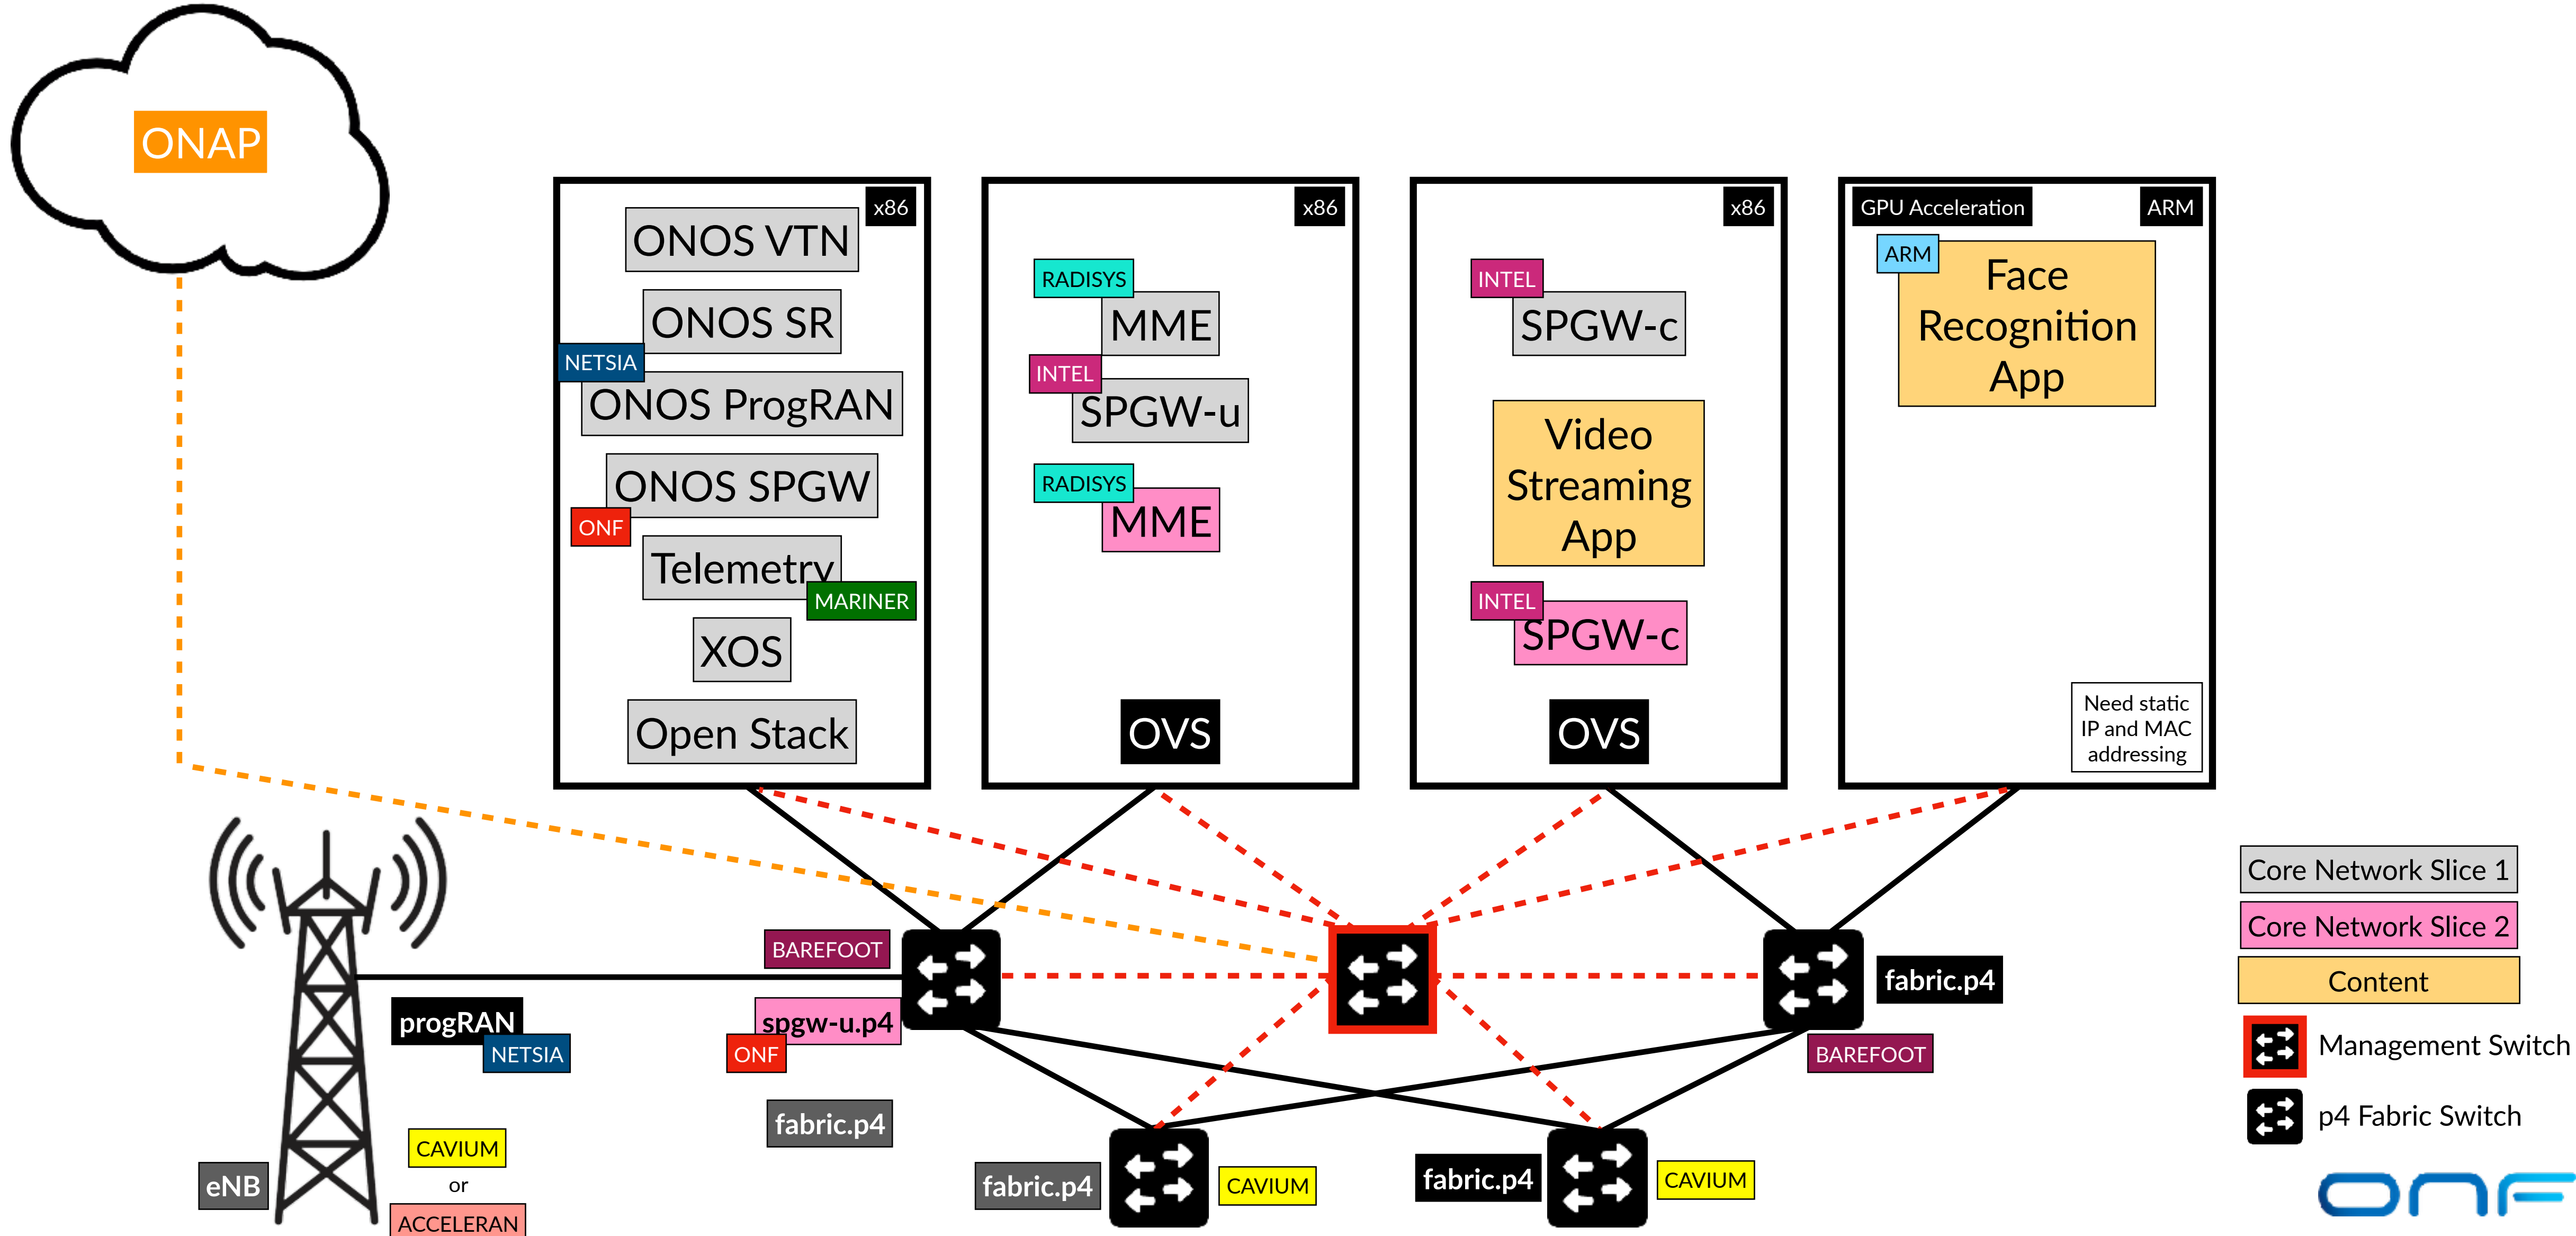 ONAP
x86
ONOS VTN
ONOS SR
NETSIA
ONOS ProgRAN
ONOS SPGW
ONF
Telemetry
MARINER
XOS
Open Stack
x86
RADISYS
MME
INTEL
SPGW-u
RADISYS
MME
OVS
x86
INTEL
SPGW-c
Video
Streaming
App
INTEL
SPGW-c
OVS
GPU Acceleration
ARM
ARM
Face
Recognition
App
Need static
IP and MAC
addressing
BAREFOOT
spgw-u.p4
ONF
fabric.p4
progRAN
NETSIA
CAVIUM
or
ACCELERAN
eNB
fabric.p4
CAVIUM
fabric.p4
CAVIUM
fabric.p4
BAREFOOT
Core Network Slice 1
Core Network Slice 2
Content
Management Switch
p4 Fabric Switch
ONF